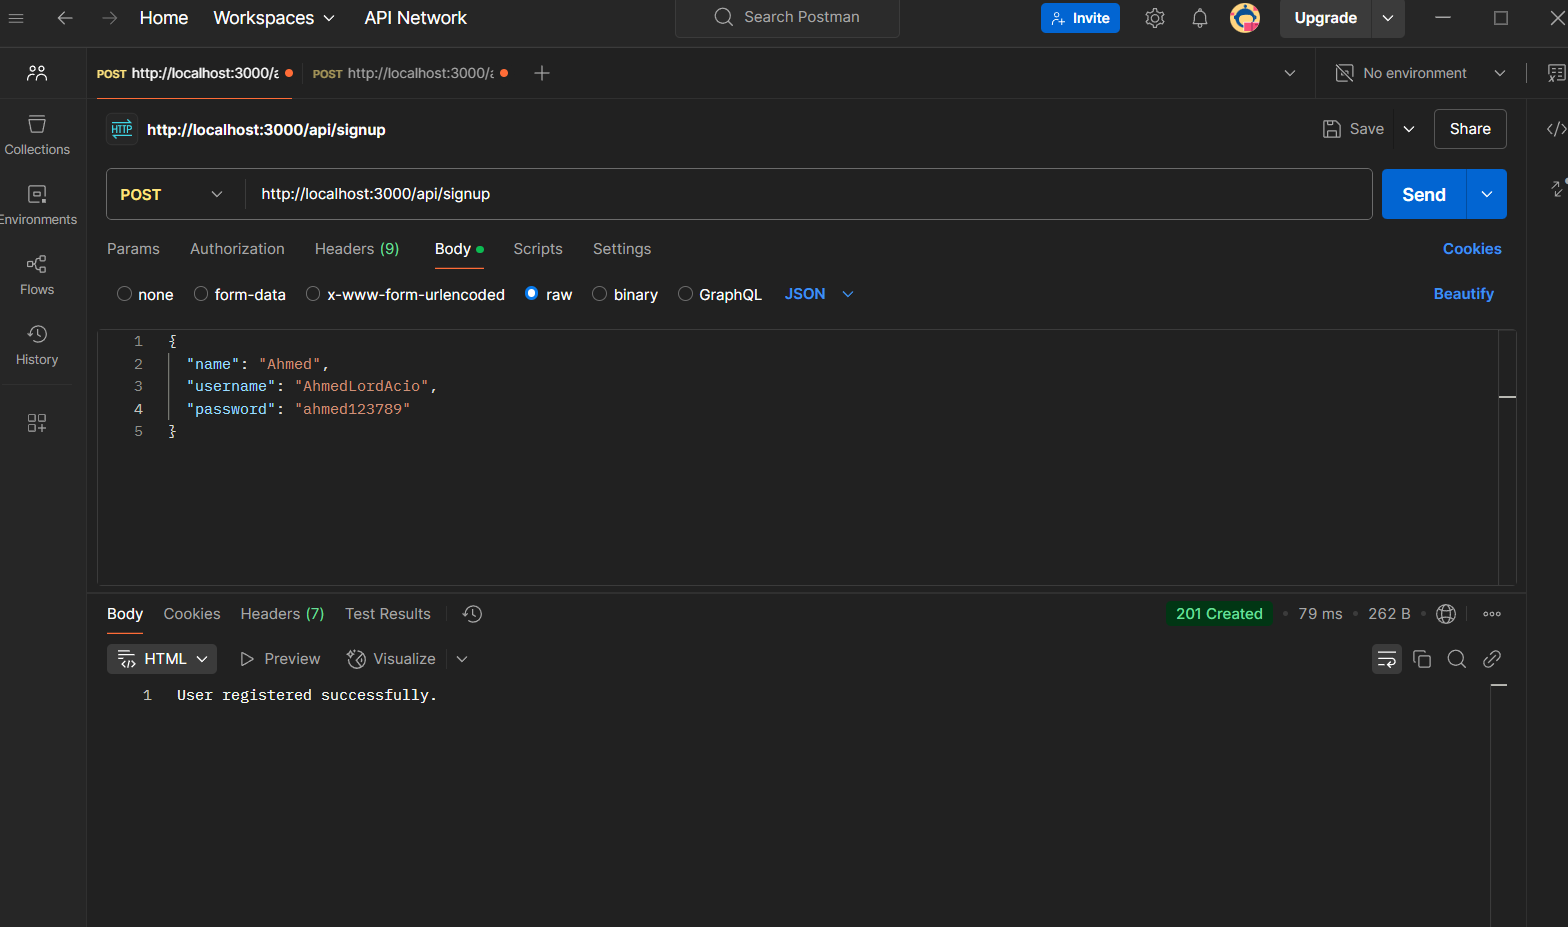 Home Workspaces API Network Search Postman Invite Upgrade
POST http://localhost:3000/a POST http://localhost:3000/a No environment
HTTP http://localhost:3000/api/signup Save Share
Collections
POST http://localhost:3000/api/signup Send
Environments
Params Authorization Headers (9) Body Scripts Settings Cookies
Flows
none form-data x-www-form-urlencoded raw binary GraphQL JSON Beautify
History
1 {
2 "name": "Ahmed",
3 "username": "AhmedLordAcio",
4 "password": "ahmed123789"
5 }
Body Cookies Headers (7) Test Results 201 Created • 79 ms • 262 B •
HTML Preview Visualize
1 User registered successfully.